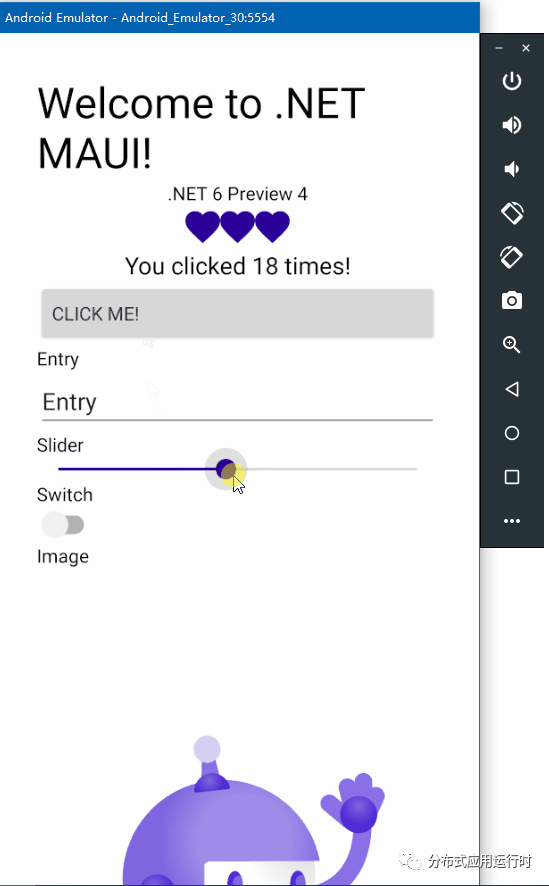 Android Emulator - Android_Emulator_30:5554
Welcome to .NET
MAUI!
.NET 6 Preview 4
You clicked 18 times!
CLICK ME!
Entry
Entry
Slider
Switch
Image
分布式应用运行时